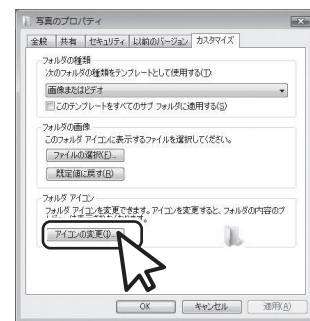 写真のプロパティ
全般 共有 セキュリティ 以前のバージョン カスタマイズ
フォルダの種類
次のフォルダの種類をテンプレートとして使用する(T):
画像またはビデオ
このテンプレートをすべてのサブ フォルダに適用する(S)
フォルダの画像
このフォルダ アイコンに表示するファイルを選択してください。
ファイルの選択(F)...
既定値に戻す(R)
フォルダ アイコン
フォルダ アイコンを変更できます。アイコンを変更すると、フォルダの内容のプ
アイコンの変更(I)...
OK キャンセル 適用(A)